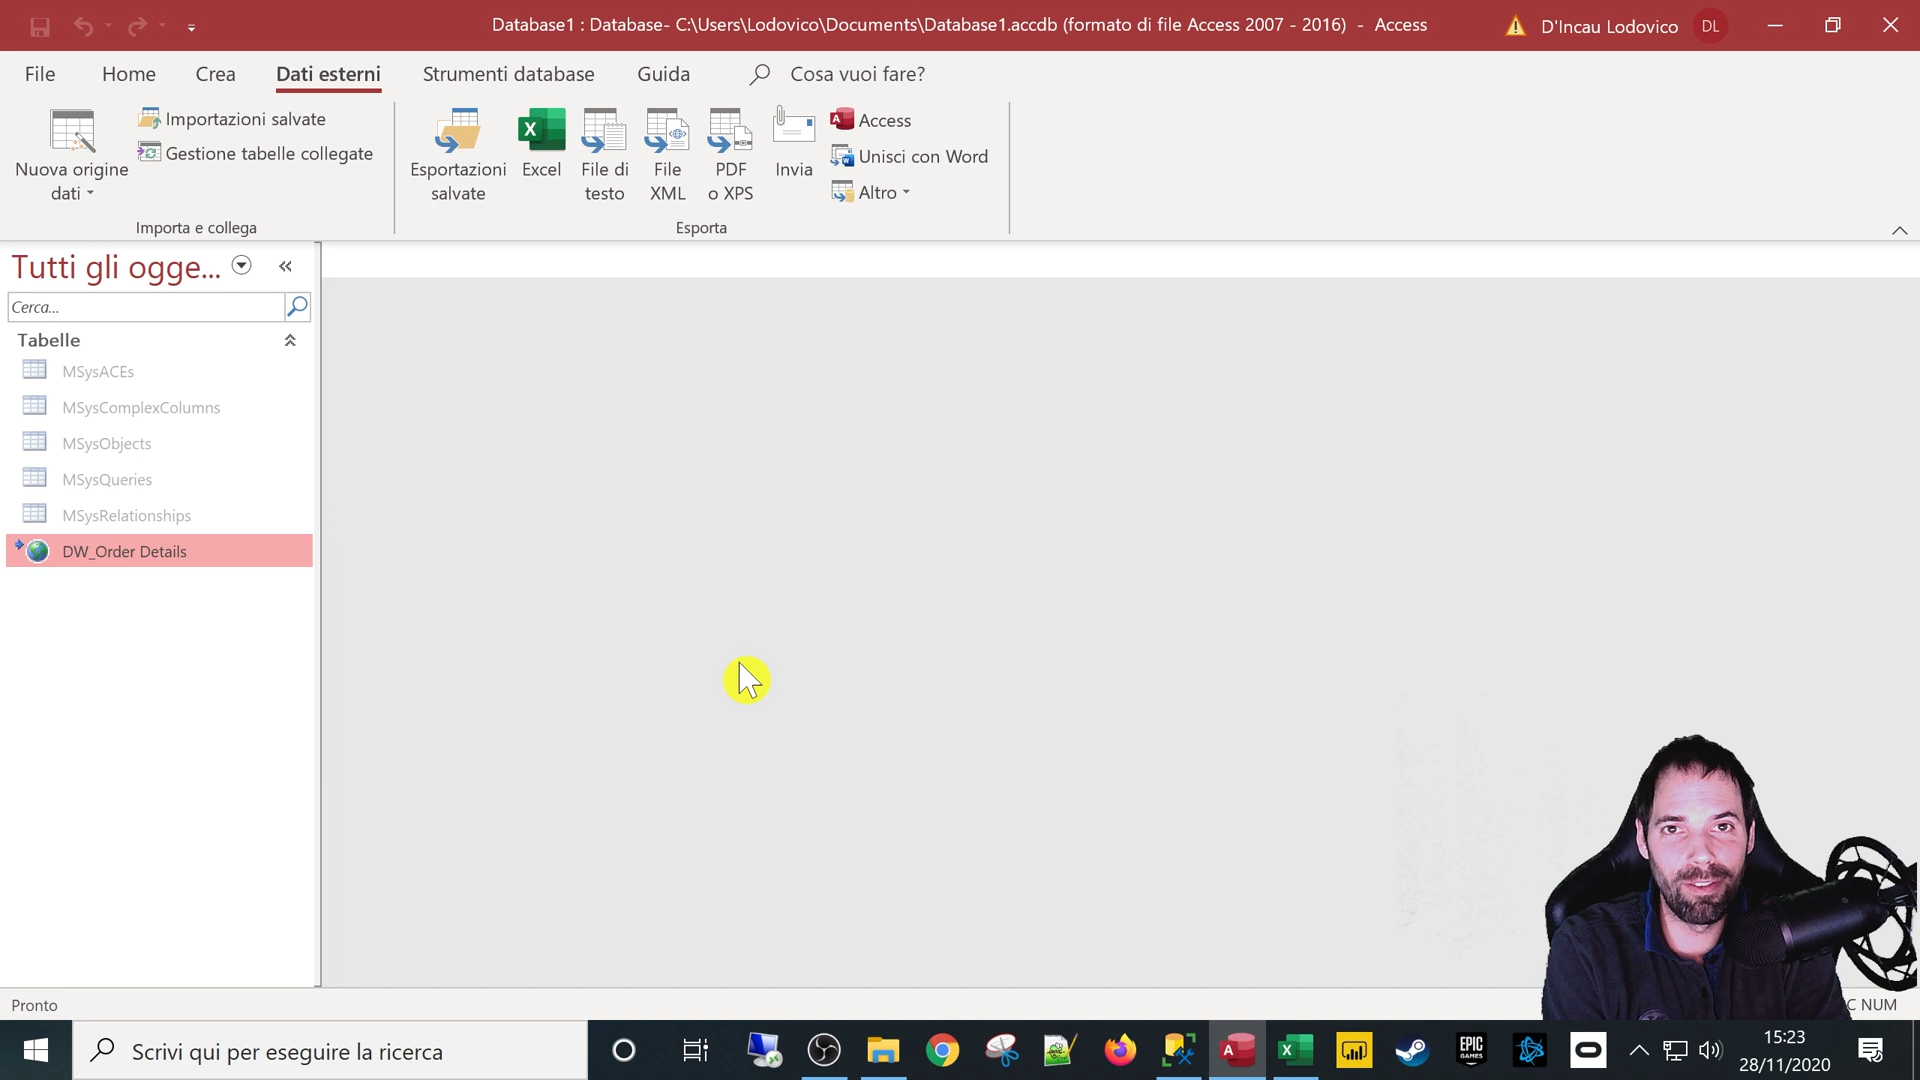 Database1 : Database- C:\Users\Lodovico\Documents\Database1.accdb (formato di file Access 2007 - 2016) - Access
D'Incau Lodovico
DL
File
Home
Crea
Dati esterni
Strumenti database
Guida
Cosa vuoi fare?
Nuova origine
dati
Importazioni salvate
Gestione tabelle collegate
Importa e collega
Esportazioni
salvate
Excel
File di
testo
File
XML
PDF
o XPS
Invia
Access
Unisci con Word
Altro
Esporta
Tutti gli ogge...
Cerca...
Tabelle
MSysACEs
MSysComplexColumns
MSysObjects
MSysQueries
MSysRelationships
DW_Order Details
Pronto
C NUM
Scrivi qui per eseguire la ricerca
EPIC
GAMES
15:23
28/11/2020